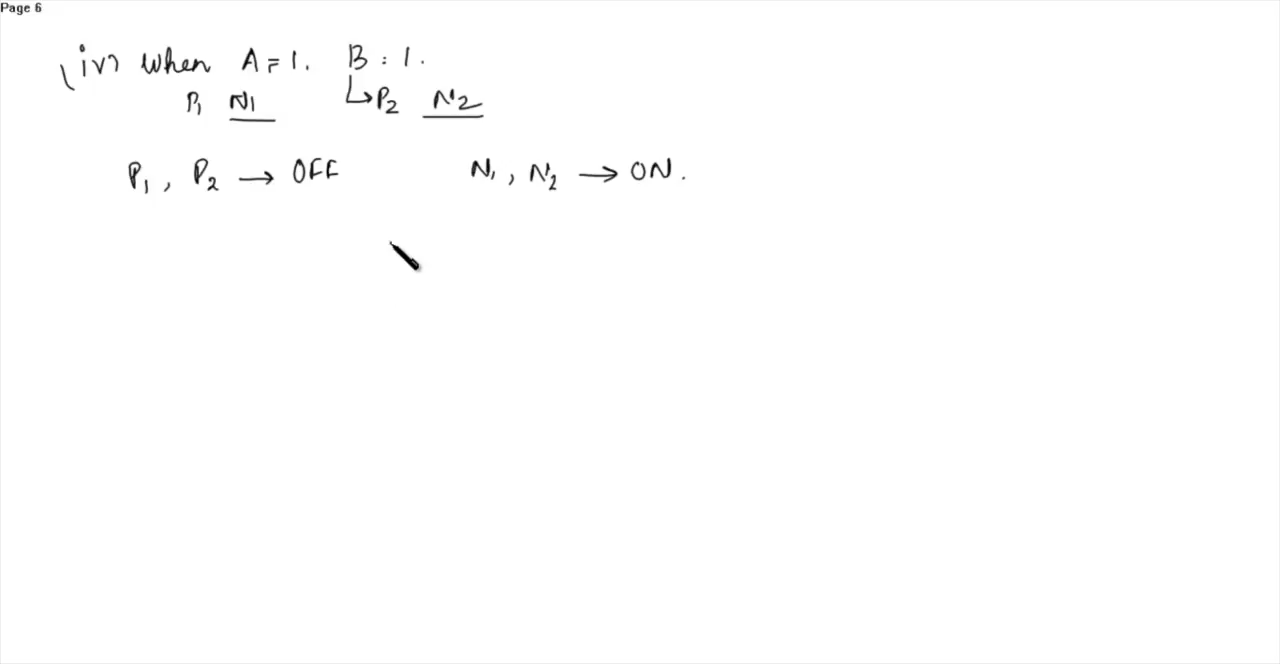 Page 6
(iv) when A = 1. B : 1.
P1 N1 ↳ P2 N2
P1, P2 → OFF N1, N2 → ON.